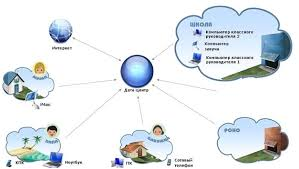 ШКОЛА
Компьютер классного
руководителя 2
Компьютер
завуча
Компьютер классного
руководителя 1
Интернет
Дата центр
iMac
РОНО
КПК
Ноутбук
ПК
Сотовый
телефон